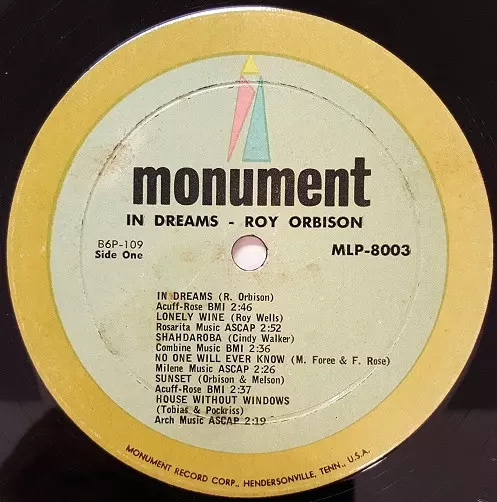 monument
IN DREAMS - ROY ORBISON
B6P-109
Side One
MLP-8003
IN DREAMS (R. Orbison)
Acuff-Rose BMI 2:46
LONELY WINE (Roy Wells)
Rosarita Music ASCAP 2:52
SHAHDAROBA (Cindy Walker)
Combine Music BMI 2:36
NO ONE WILL EVER KNOW (M. Foree & F. Rose)
Milene Music ASCAP 2:26
SUNSET (Orbison & Melson)
Acuff-Rose BMI 2:37
HOUSE WITHOUT WINDOWS
(Tobias & Pockriss)
Arch Music ASCAP 2:19
MONUMENT RECORD CORP., HENDERSONVILLE, TENN., U.S.A.